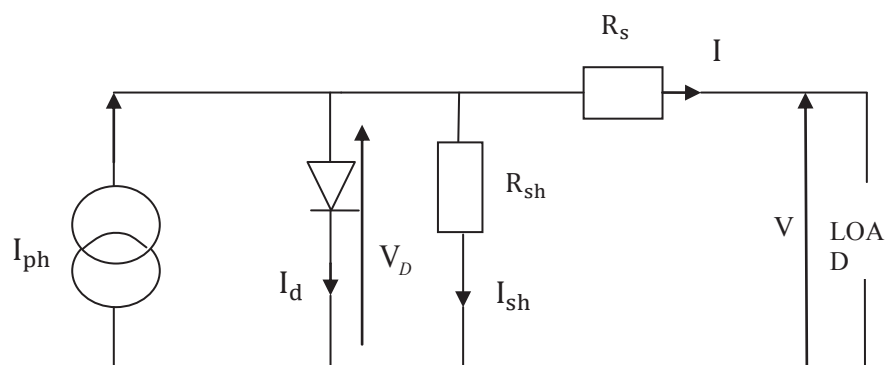 R_s
I
I_ph
I_d
V_D
R_sh
I_sh
V
LOA
D